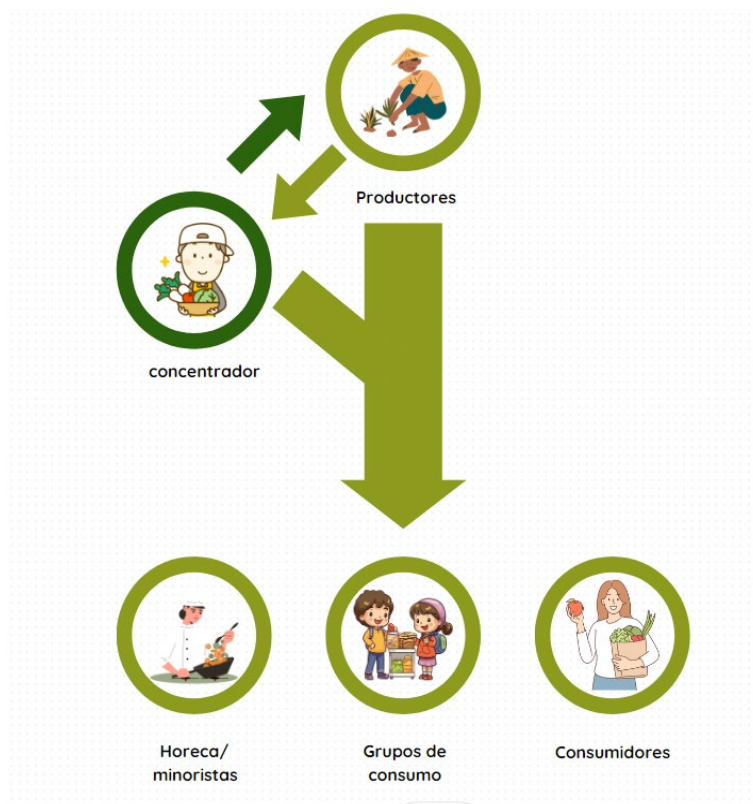 Productores
concentrador
Horeca/
minoristas
Grupos de
consumo
Consumidores